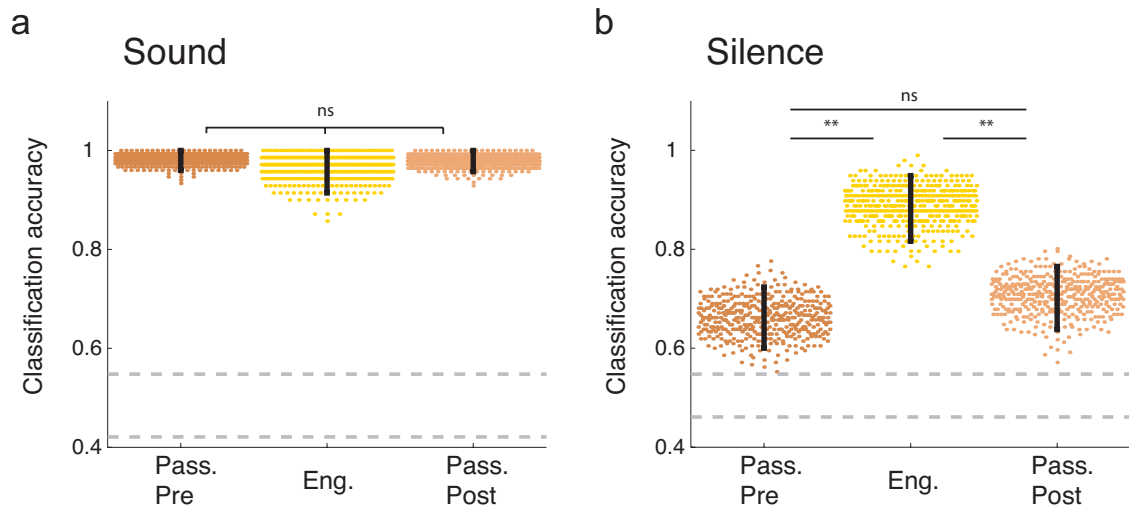 a
Sound
ns
Classification accuracy
1
0.8
0.6
0.4
Pass.
Pre
Eng.
Pass.
Post
b
Silence
ns
**
**
Classification accuracy
1
0.8
0.6
0.4
Pass.
Pre
Eng.
Pass.
Post